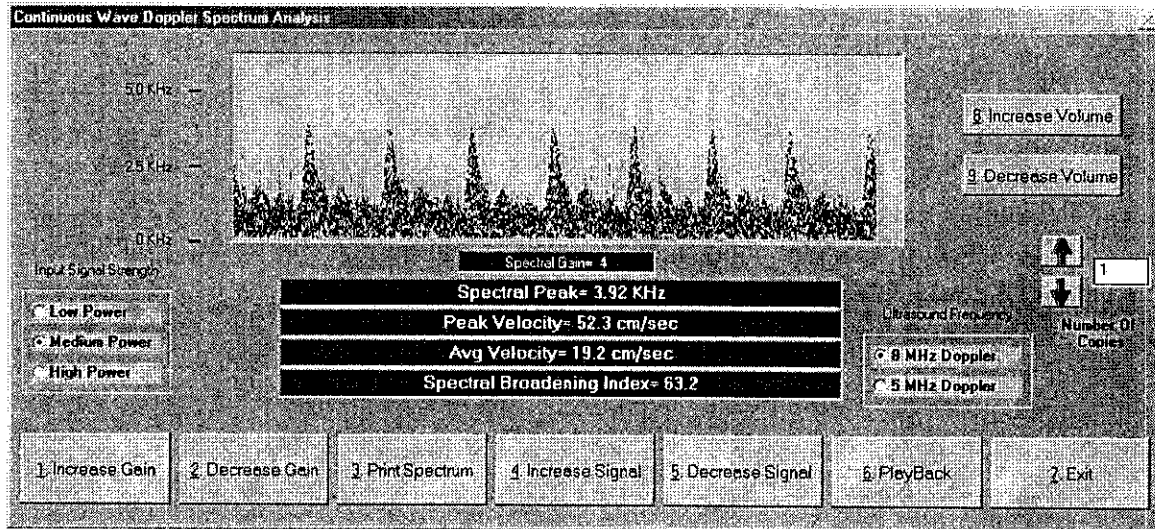 Continuous Wave Doppler Spectrum Analysis
5.0 KHz
2.5 KHz
0 KHz
8 Increase Volume
9 Decrease Volume
Spectral Gain= 4
Input Signal Strength
Low Power
Medium Power
High Power
Spectral Peak= 3.92 KHz
Peak Velocity= 52.3 cm/sec
Avg Velocity= 19.2 cm/sec
Spectral Broadening Index= 63.2
1
Number Of
Copies
Ultrasound Frequency
8 MHz Doppler
5 MHz Doppler
1. Increase Gain
2. Decrease Gain
3. Print Spectrum
4. Increase Signal
5. Decrease Signal
6. PlayBack
7. Exit